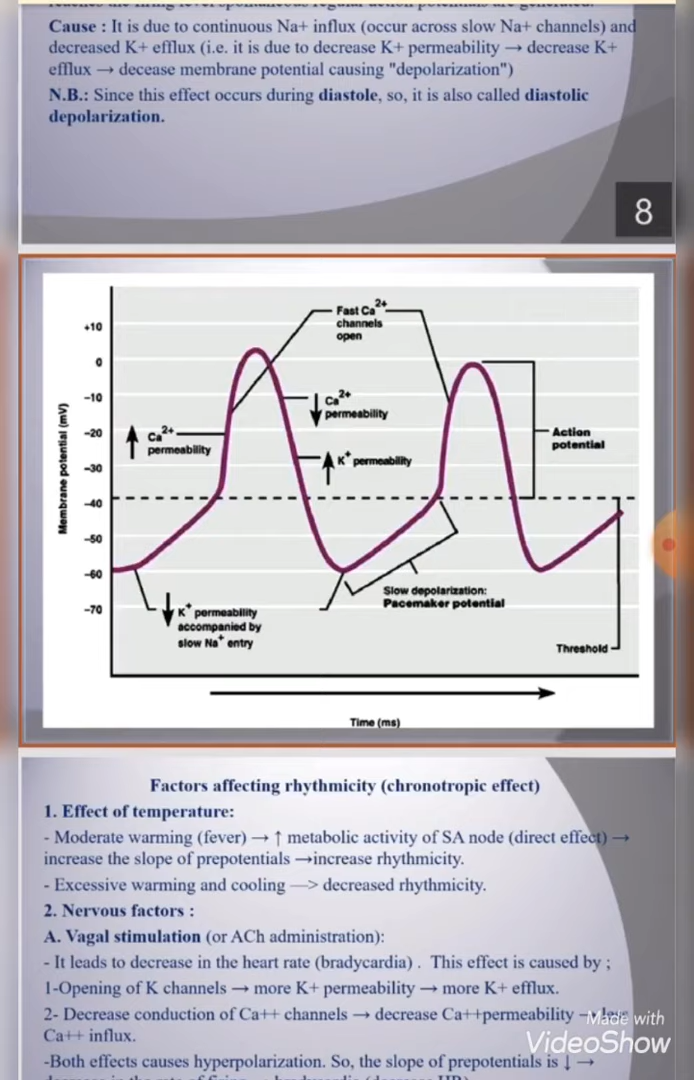 Cause : It is due to continuous Na+ influx (occur across slow Na+ channels) and
decreased K+ efflux (i.e. it is due to decrease K+ permeability → decrease K+
efflux → decease membrane potential causing "depolarization")
N.B.: Since this effect occurs during diastole, so, it is also called diastolic
depolarization.
8
Fast Ca2+
channels
open
+10
0
-10
-20
-30
-40
-50
-60
-70
Membrane potential (mV)
↑ Ca2+
permeability
↓ Ca2+
permeability
↑ K+ permeability
Action
potential
↓ K+ permeability
accompanied by
slow Na+ entry
Slow depolarization:
Pacemaker potential
Threshold
Time (ms)
Factors affecting rhythmicity (chronotropic effect)
1. Effect of temperature:
- Moderate warming (fever) → ↑ metabolic activity of SA node (direct effect) →
increase the slope of prepotentials →increase rhythmicity.
- Excessive warming and cooling —> decreased rhythmicity.
2. Nervous factors :
A. Vagal stimulation (or ACh administration):
- It leads to decrease in the heart rate (bradycardia) . This effect is caused by ;
1-Opening of K channels → more K+ permeability → more K+ efflux.
2- Decrease conduction of Ca++ channels → decrease Ca++permeability →
Ca++ influx.
Made with
VideoShow
-Both effects causes hyperpolarization. So, the slope of prepotentials is ↓ →